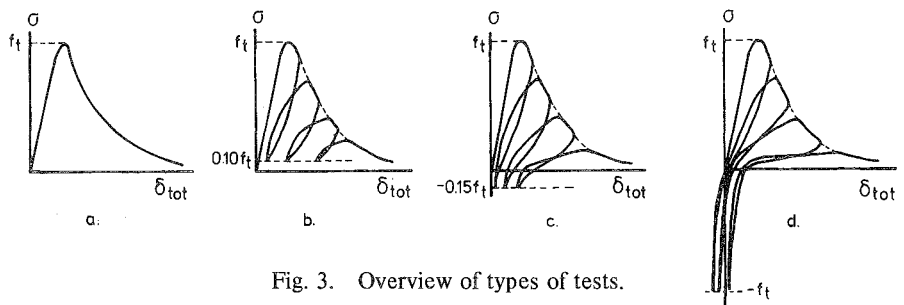 σ
f_t
δ_tot
a.
σ
f_t
0.10 f_t
δ_tot
b.
σ
f_t
-0.15 f_t
δ_tot
c.
σ
f_t
δ_tot
d.
-f_t
Fig. 3. Overview of types of tests.